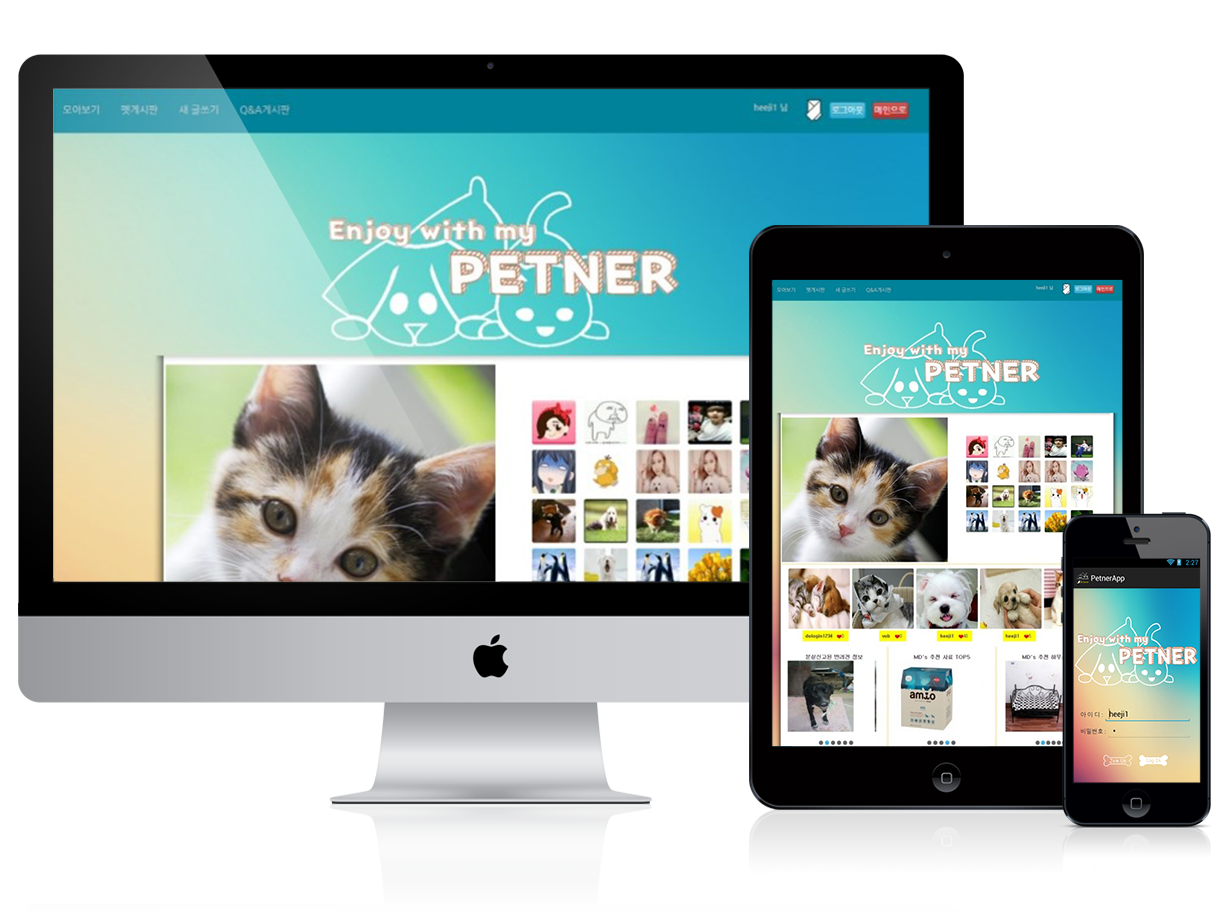 모아보기 펫게시판 새 글쓰기 Q&A게시판 heeji1 님 로그아웃 메인으로
Enjoy with my
PETNER
모아보기 펫게시판 새 글쓰기 Q&A게시판 heeji1 님 로그아웃 메인으로
Enjoy with my
PETNER
heeji1 heeji1
분실신고된 반려견 정보 MD's 추천 사료 TOP5 MD's 추천 하우
amio
2:27
PetnerApp
Enjoy with my
PETNER
아이디: heeji1
비밀번호: